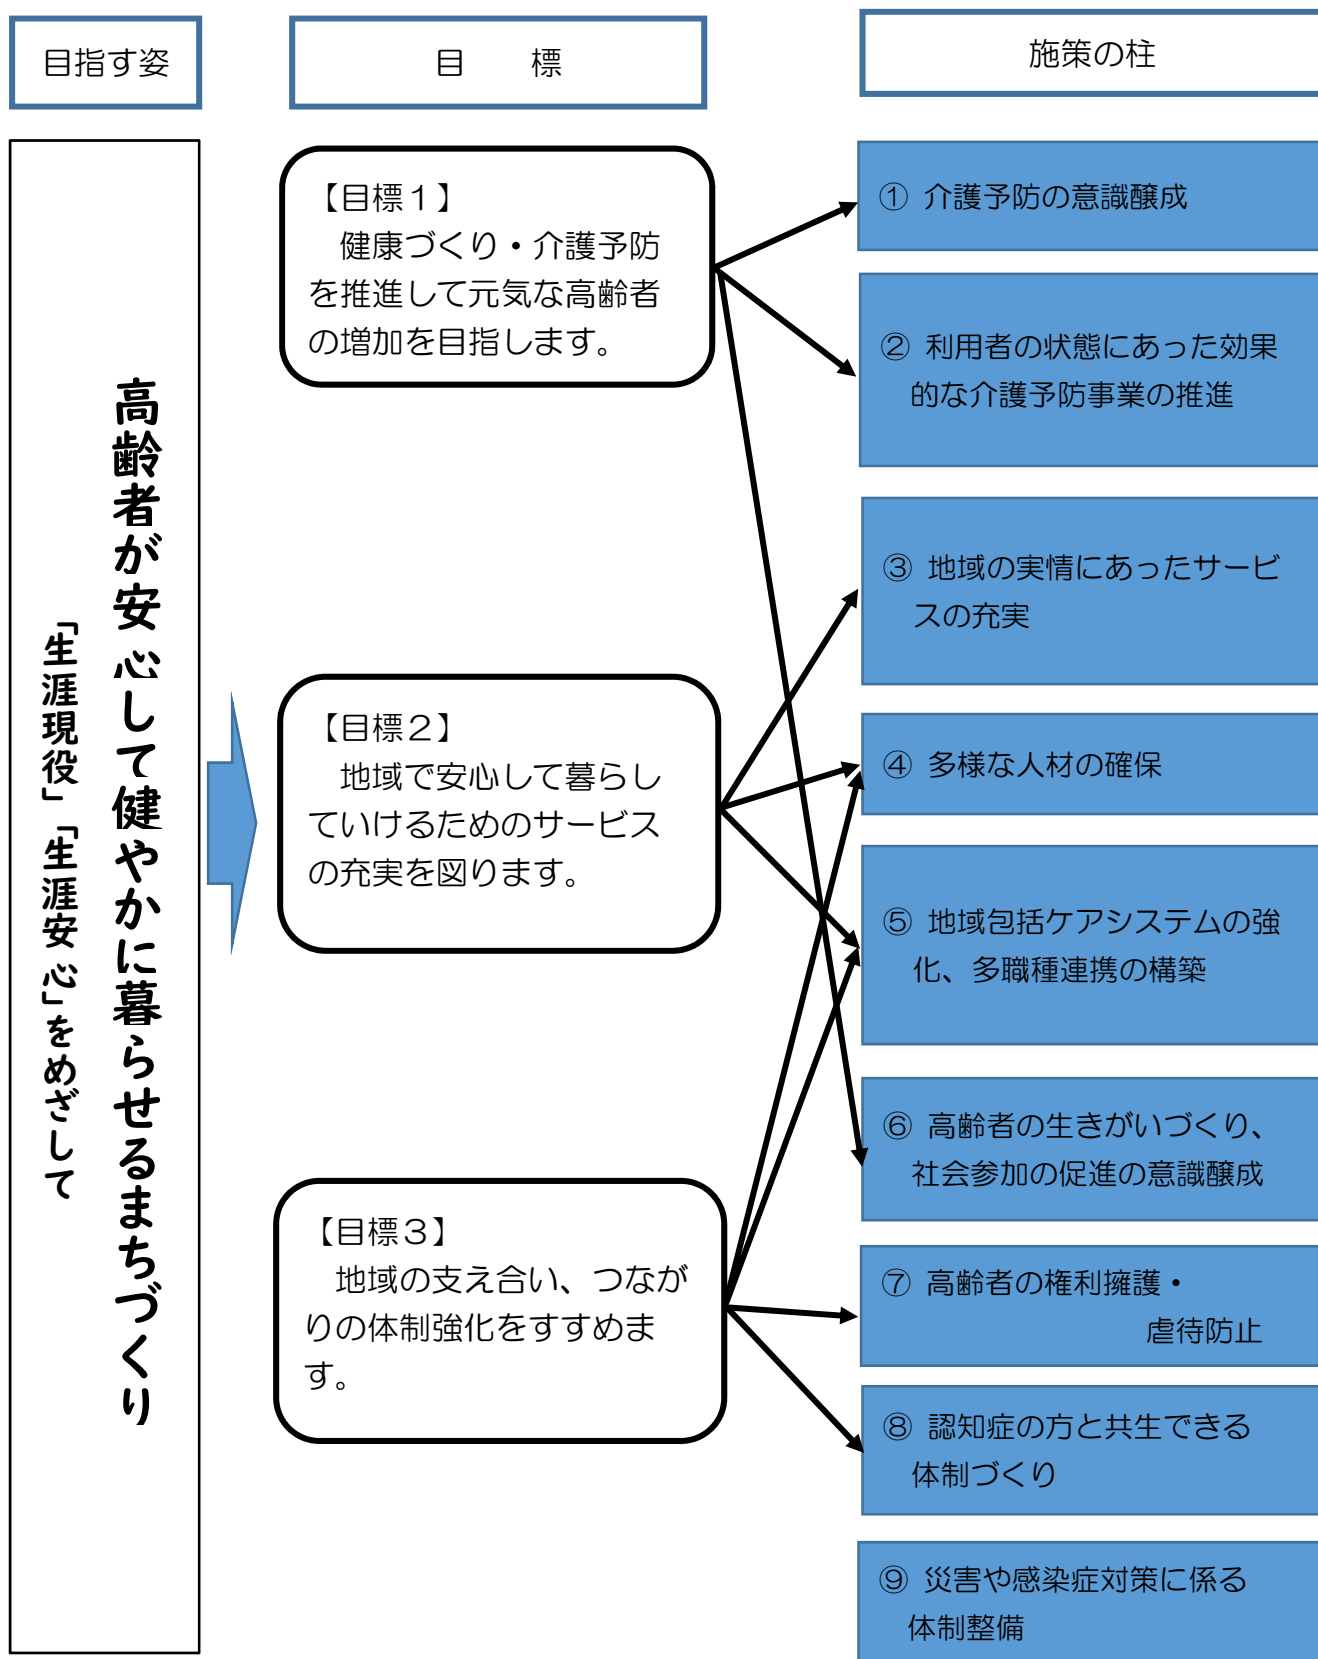 目指す姿
目　標
施策の柱
高齢者が安心して健やかに暮らせるまちづくり
「生涯現役」「生涯安心」をめざして
【目標１】
健康づくり・介護予防
を推進して元気な高齢者
の増加を目指します。
【目標２】
地域で安心して暮らし
ていけるためのサービス
の充実を図ります。
【目標３】
地域の支え合い、つなが
りの体制強化をすすめま
す。
① 介護予防の意識醸成
② 利用者の状態にあった効果
的な介護予防事業の推進
③ 地域の実情にあったサービ
スの充実
④ 多様な人材の確保
⑤ 地域包括ケアシステムの強
化、多職種連携の構築
⑥ 高齢者の生きがいづくり、
社会参加の促進の意識醸成
⑦ 高齢者の権利擁護・
虐待防止
⑧ 認知症の方と共生できる
体制づくり
⑨ 災害や感染症対策に係る
体制整備